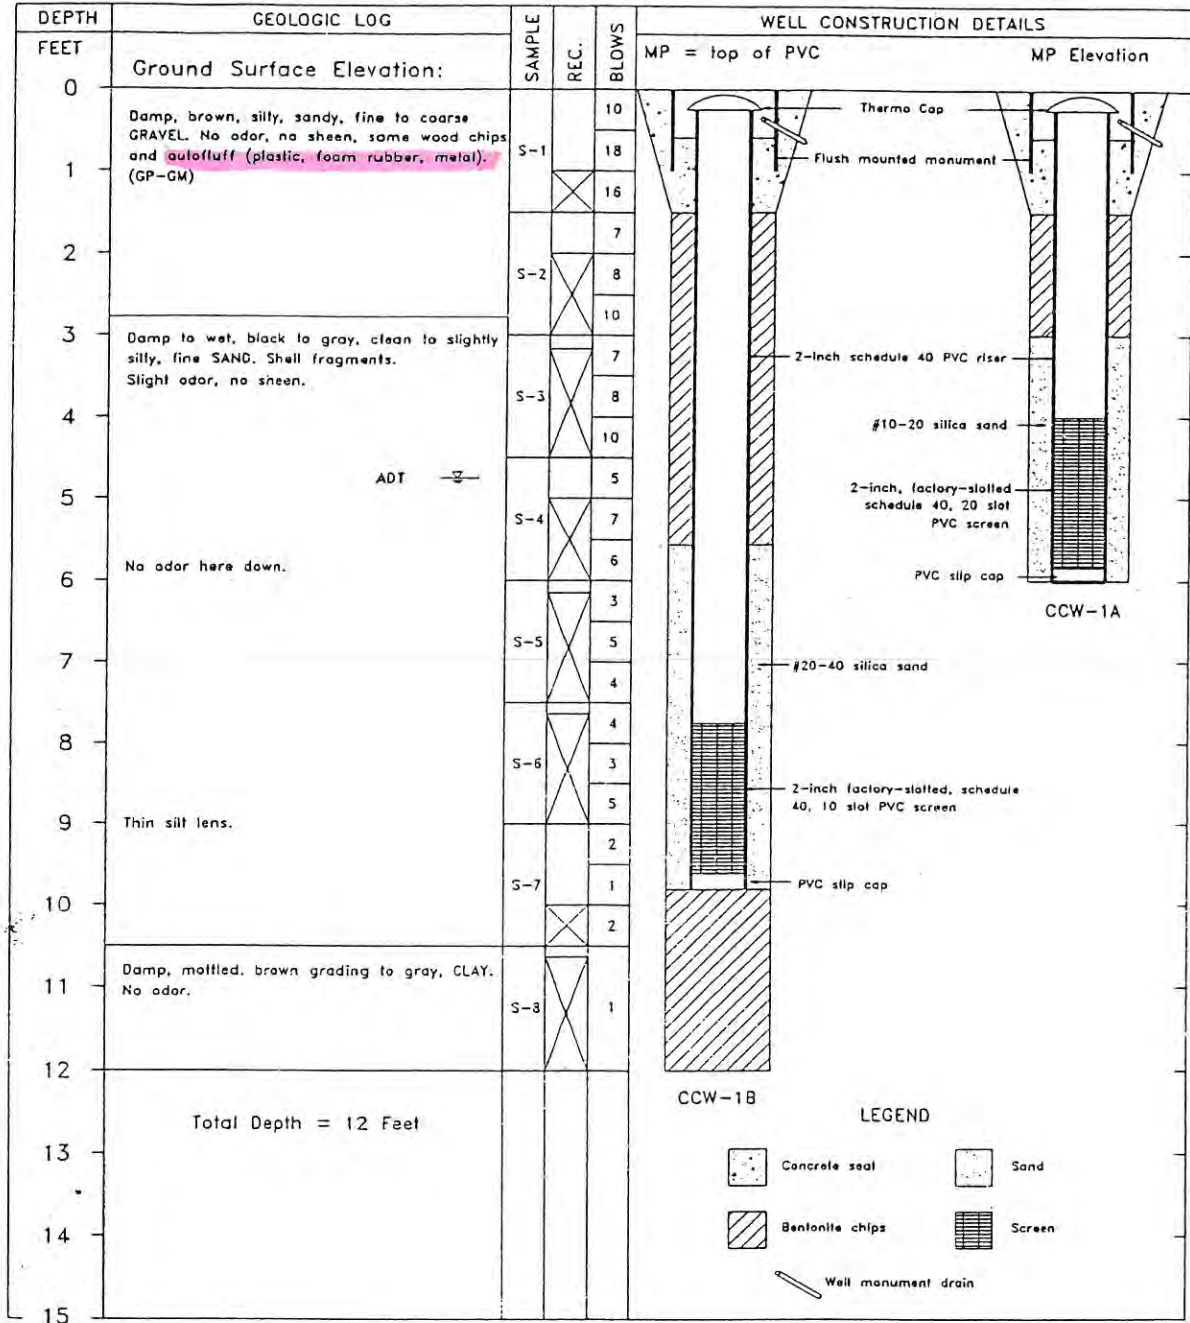 DEPTH
GEOLOGIC LOG
SAMPLE
REC.
BLOWS
WELL CONSTRUCTION DETAILS
FEET
Ground Surface Elevation:
MP = top of PVC
MP Elevation
0
1
2
3
4
5
6
7
8
9
10
11
12
13
14
15
Damp, brown, silly, sandy, fine to coarse
GRAVEL. No odor, no sheen, some wood chips
and autofluff (plastic, foam rubber, metal).
(GP-GM)
Damp to wet, black to gray, clean to slightly
silly, fine SAND. Shell fragments.
Slight odor, no sheen.
ADT
No odor here down.
Thin silt lens.
Damp, mottled, brown grading to gray, CLAY.
No odor.
Total Depth = 12 Feet
S-1
S-2
S-3
S-4
S-5
S-6
S-7
S-8
10
18
16
7
8
10
7
8
10
5
7
6
3
5
4
4
3
5
2
1
2
1
Thermo Cap
Flush mounted monument
2-inch schedule 40 PVC riser
#10-20 silica sand
2-inch, factory-slotted
schedule 40, 20 slot
PVC screen
PVC slip cap
CCW-1A
#20-40 silica sand
2-inch factory-slotted, schedule
40, 10 slot PVC screen
PVC slip cap
CCW-1B
LEGEND
Concrete seal
Sand
Bentonite chips
Screen
Well monument drain